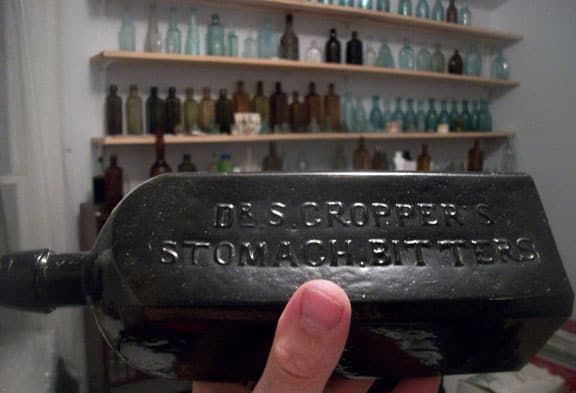 DR. S. CROPPER'S
STOMACH. BITTERS